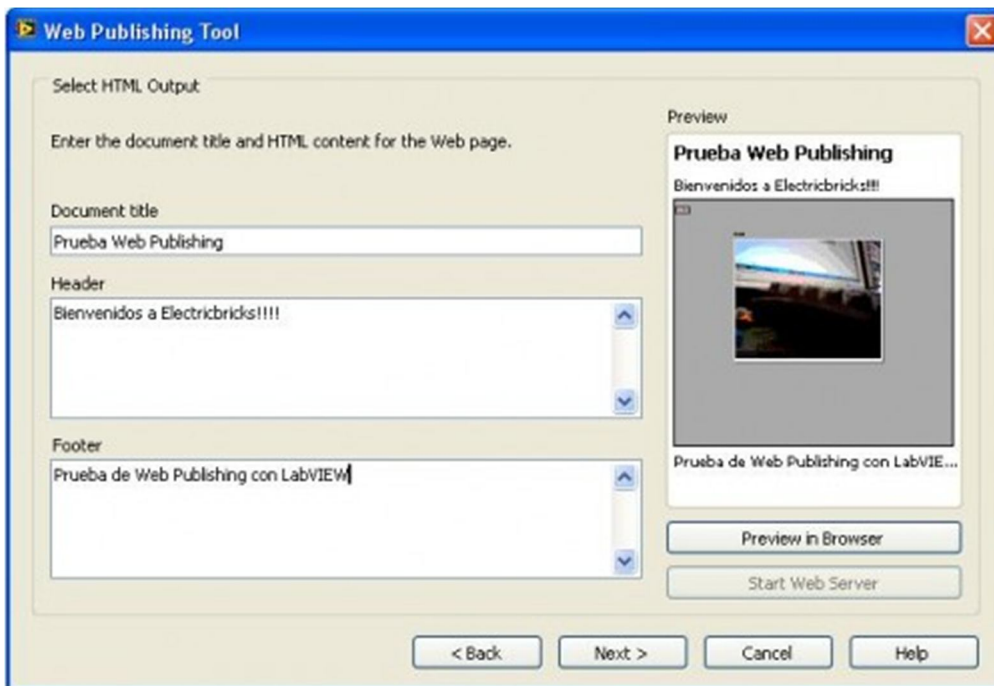 Web Publishing Tool
Select HTML Output
Enter the document title and HTML content for the Web page.
Document title
Prueba Web Publishing
Header
Bienvenidos a Electricbricks!!!!
Footer
Prueba de Web Publishing con LabVIEW
Preview
Prueba Web Publishing
Bienvenidos a Electricbricks!!!!
Prueba de Web Publishing con LabVIE...
Preview in Browser
Start Web Server
< Back
Next >
Cancel
Help